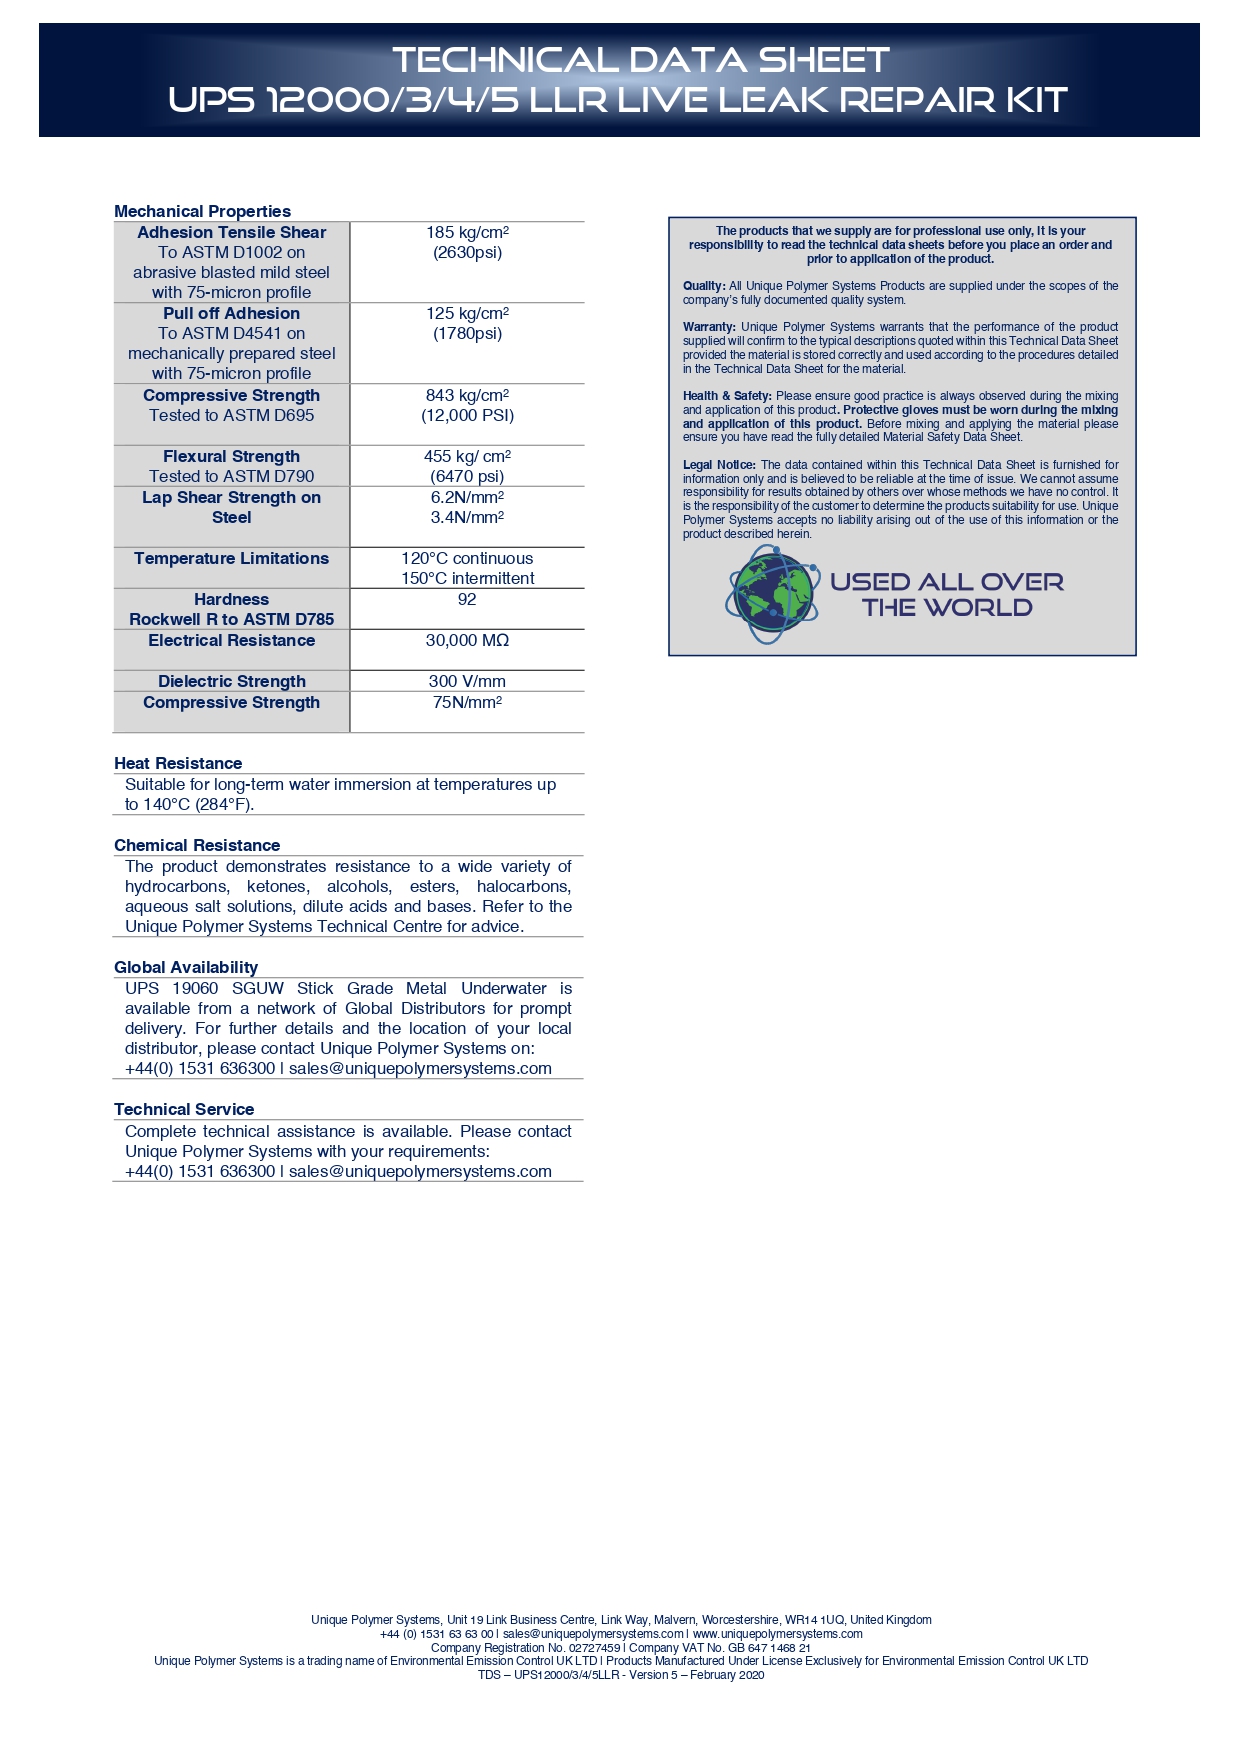 TECHNICAL DATA SHEET
UPS 12000/3/4/5 LLR LIVE LEAK REPAIR KIT
Mechanical Properties
Adhesion Tensile Shear
To ASTM D1002 on
abrasive blasted mild steel
with 75-micron profile
185 kg/cm²
(2630psi)
Pull off Adhesion
To ASTM D4541 on
mechanically prepared steel
with 75-micron profile
125 kg/cm²
(1780psi)
Compressive Strength
Tested to ASTM D695
843 kg/cm²
(12,000 PSI)
Flexural Strength
Tested to ASTM D790
455 kg/ cm²
(6470 psi)
Lap Shear Strength on
Steel
6.2N/mm²
3.4N/mm²
Temperature Limitations
120°C continuous
150°C intermittent
Hardness
Rockwell R to ASTM D785
92
Electrical Resistance
30,000 MΩ
Dielectric Strength
300 V/mm
Compressive Strength
75N/mm²
Heat Resistance
Suitable for long-term water immersion at temperatures up
to 140°C (284°F).
Chemical Resistance
The product demonstrates resistance to a wide variety of
hydrocarbons, ketones, alcohols, esters, halocarbons,
aqueous salt solutions, dilute acids and bases. Refer to the
Unique Polymer Systems Technical Centre for advice.
Global Availability
UPS 19060 SGUW Stick Grade Metal Underwater is
available from a network of Global Distributors for prompt
delivery. For further details and the location of your local
distributor, please contact Unique Polymer Systems on:
+44(0) 1531 636300 | sales@uniquepolymersystems.com
Technical Service
Complete technical assistance is available. Please contact
Unique Polymer Systems with your requirements:
+44(0) 1531 636300 | sales@uniquepolymersystems.com
The products that we supply are for professional use only, it is your
responsibility to read the technical data sheets before you place an order and
prior to application of the product.
Quality: All Unique Polymer Systems Products are supplied under the scopes of the
company's fully documented quality system.
Warranty: Unique Polymer Systems warrants that the performance of the product
supplied will confirm to the typical descriptions quoted within this Technical Data Sheet
provided the material is stored correctly and used according to the procedures detailed
in the Technical Data Sheet for the material.
Health & Safety: Please ensure good practice is always observed during the mixing
and application of this product. Protective gloves must be worn during the mixing
and application of this product. Before mixing and applying the material please
ensure you have read the fully detailed Material Safety Data Sheet.
Legal Notice: The data contained within this Technical Data Sheet is furnished for
information only and is believed to be reliable at the time of issue. We cannot assume
responsibility for results obtained by others over whose methods we have no control. It
is the responsibility of the customer to determine the products suitability for use. Unique
Polymer Systems accepts no liability arising out of the use of this information or the
product described herein.
USED ALL OVER
THE WORLD
Unique Polymer Systems, Unit 19 Link Business Centre, Link Way, Malvern, Worcestershire, WR14 1UQ, United Kingdom
+44 (0) 1531 63 63 00 | sales@uniquepolymersystems.com | www.uniquepolymersystems.com
Company Registration No. 02727459 | Company VAT No. GB 647 1468 21
Unique Polymer Systems is a trading name of Environmental Emission Control UK LTD | Products Manufactured Under License Exclusively for Environmental Emission Control UK LTD
TDS – UPS12000/3/4/5LLR - Version 5 – February 2020